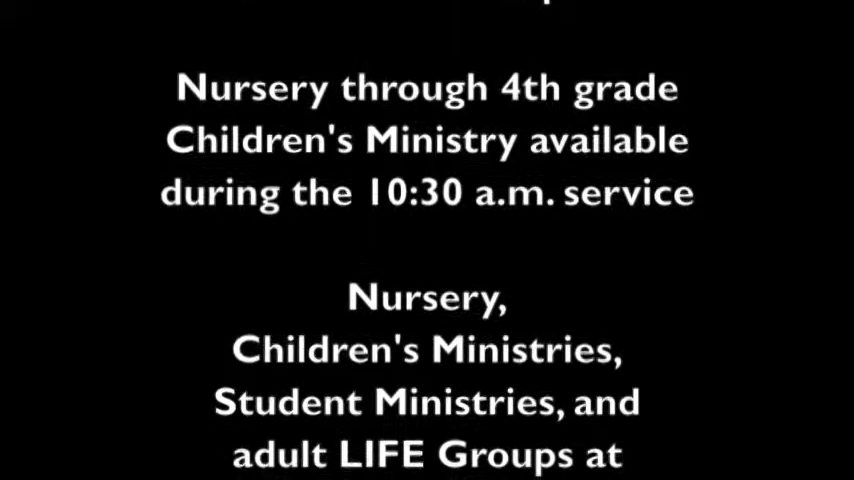 Nursery through 4th grade
Children's Ministry available
during the 10:30 a.m. service
Nursery,
Children's Ministries,
Student Ministries, and
adult LIFE Groups at